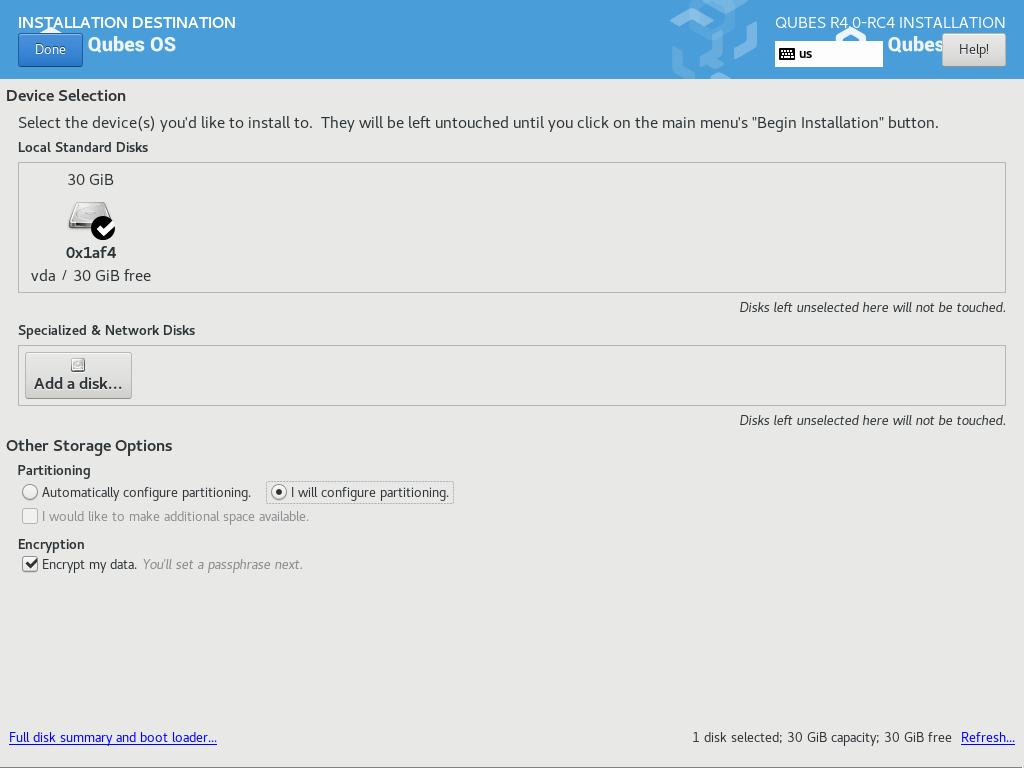 INSTALLATION DESTINATION
QUBES R4.0-RC4 INSTALLATION
Done
Qubes OS
us
Qubes
Help!
Device Selection
Select the device(s) you'd like to install to.  They will be left untouched until you click on the main menu's "Begin Installation" button.
Local Standard Disks
30 GiB
0x1af4
vda / 30 GiB free
Disks left unselected here will not be touched.
Specialized & Network Disks
Add a disk...
Disks left unselected here will not be touched.
Other Storage Options
Partitioning
Automatically configure partitioning. I will configure partitioning.
I would like to make additional space available.
Encryption
Encrypt my data. You'll set a passphrase next.
Full disk summary and boot loader... 1 disk selected; 30 GiB capacity; 30 GiB free Refresh...